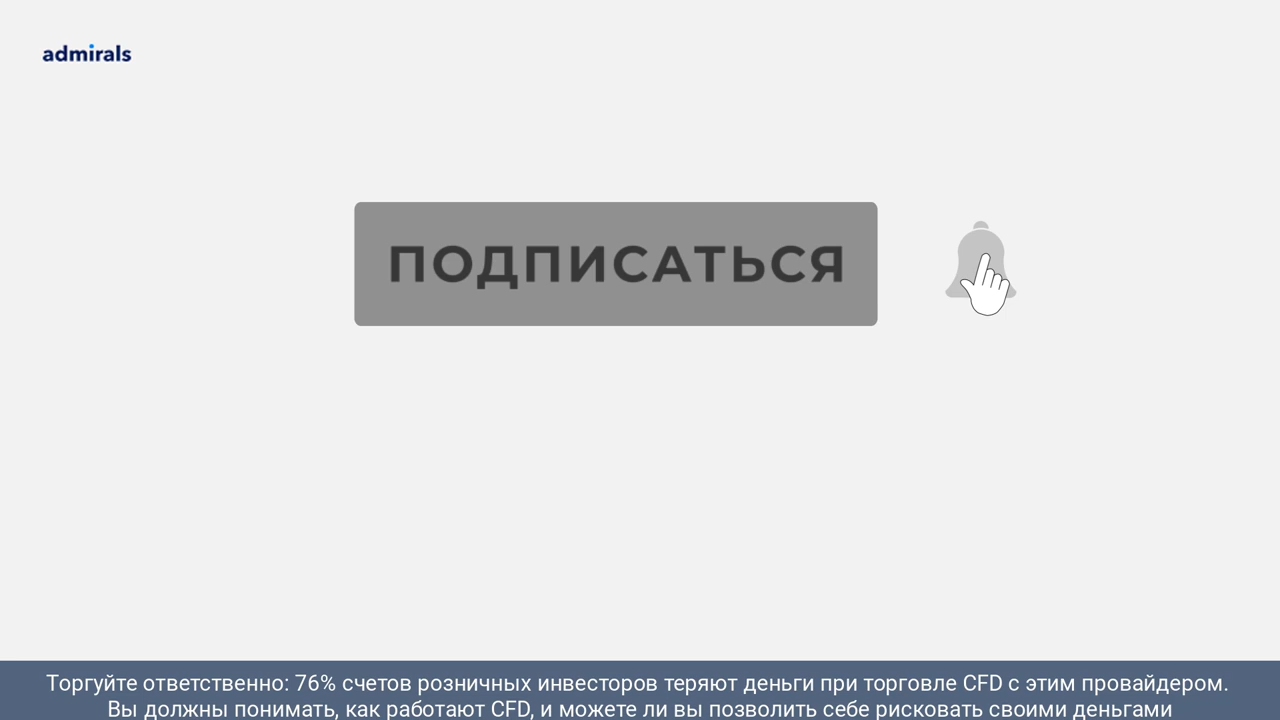 admirals
ПОДПИСАТЬСЯ
Торгуйте ответственно: 76% счетов розничных инвесторов теряют деньги при торговле CFD с этим провайдером.
Вы должны понимать, как работают CFD, и можете ли вы позволить себе рисковать своими деньгами